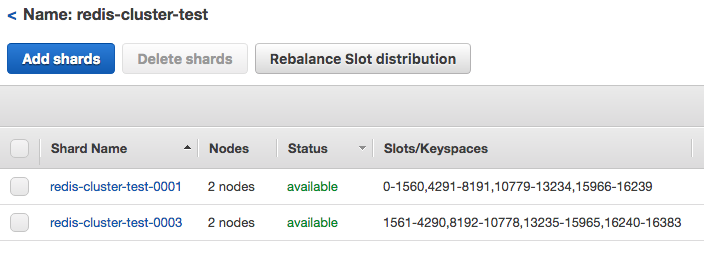 < Name: redis-cluster-test
Add shards Delete shards Rebalance Slot distribution
Shard Name Nodes Status Slots/Keyspaces
redis-cluster-test-0001 2 nodes available 0-1560,4291-8191,10779-13234,15966-16239
redis-cluster-test-0003 2 nodes available 1561-4290,8192-10778,13235-15965,16240-16383